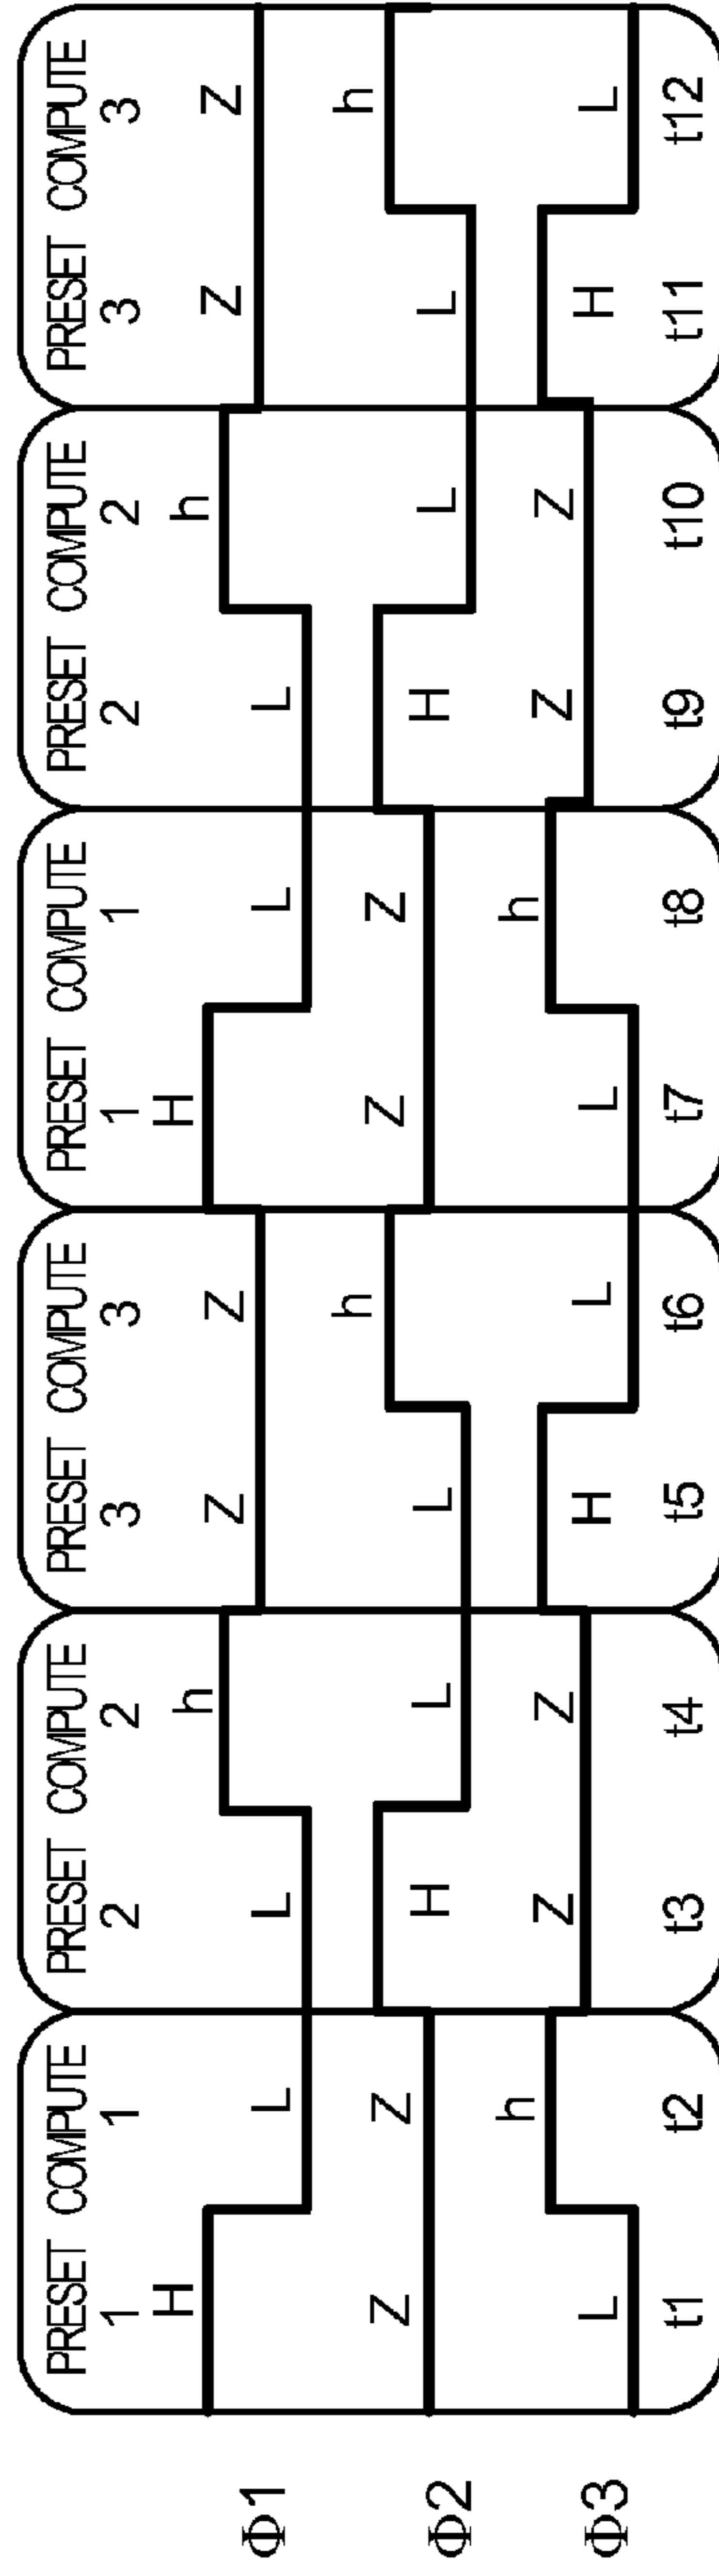 PRESET COMPUTE PRESET COMPUTE PRESET COMPUTE PRESET COMPUTE PRESET COMPUTE PRESET COMPUTE
1 1 2 2 3 3 1 1 2 2 3 3
Φ1 H L L h Z Z H L L h Z Z
Φ2 Z Z H L L h Z Z H L L h
Φ3 L h Z Z H L L h Z Z H L
t1 t2 t3 t4 t5 t6 t7 t8 t9 t10 t11 t12